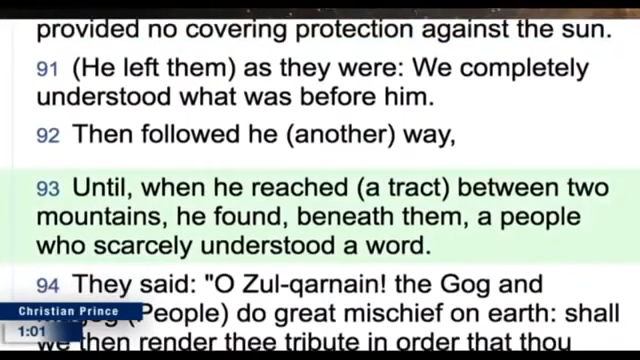 provided no covering protection against the sun.
91 (He left them) as they were: We completely
understood what was before him.
92 Then followed he (another) way,
93 Until, when he reached (a tract) between two
mountains, he found, beneath them, a people
who scarcely understood a word.
94 They said: "O Zul-qarnain! the Gog and
(People) do great mischief on earth: shall
we then render thee tribute in order that thou
Christian Prince
1:01